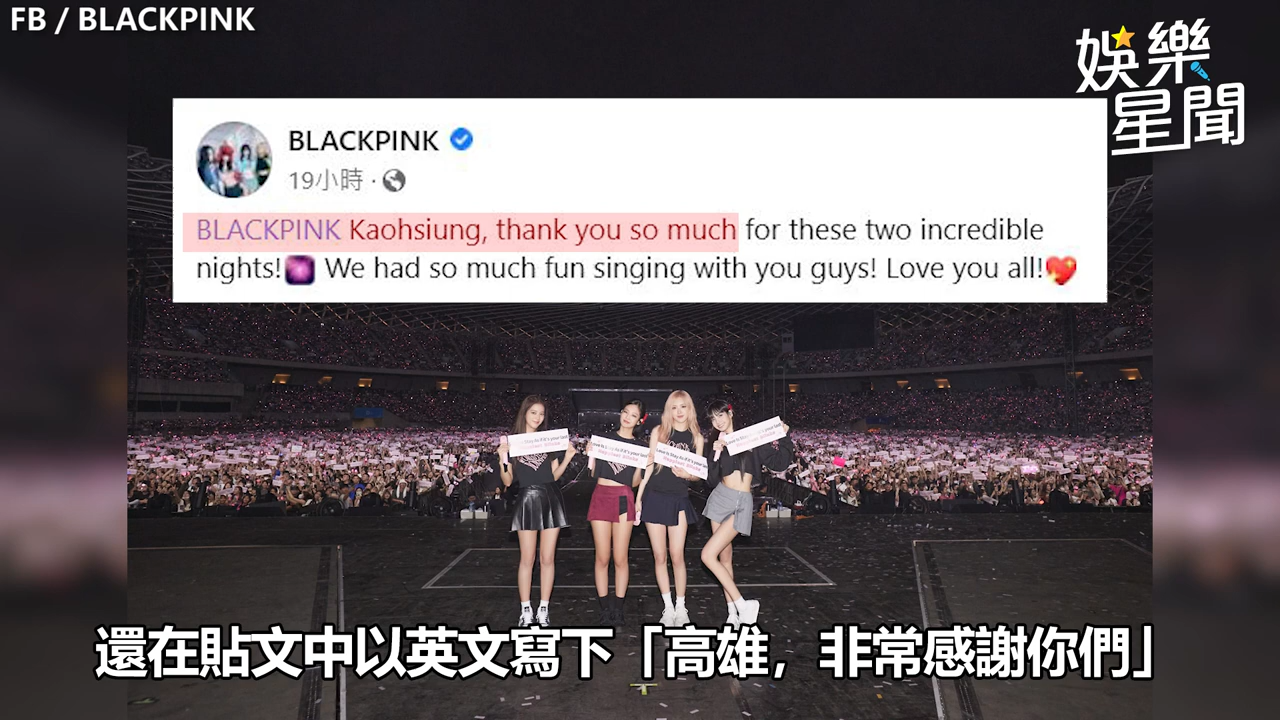 FB / BLACKPINK
娛樂
星聞
BLACKPINK
19小時 ·
BLACKPINK Kaohsiung, thank you so much for these two incredible
nights! We had so much fun singing with you guys! Love you all!
還在貼文中以英文寫下「高雄，非常感謝你們」